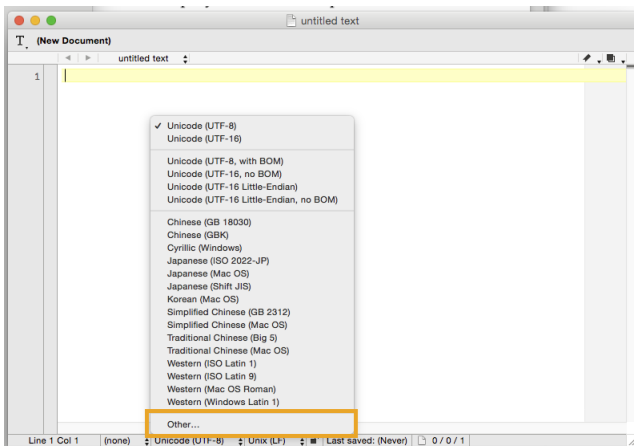 untitled text
(New Document)
untitled text
1
✓ Unicode (UTF-8)
Unicode (UTF-16)
Unicode (UTF-8, with BOM)
Unicode (UTF-16, no BOM)
Unicode (UTF-16 Little-Endian)
Unicode (UTF-16 Little-Endian, no BOM)
Chinese (GB 18030)
Chinese (GBK)
Cyrillic (Windows)
Japanese (ISO 2022-JP)
Japanese (Mac OS)
Japanese (Shift JIS)
Korean (Mac OS)
Simplified Chinese (GB 2312)
Simplified Chinese (Mac OS)
Traditional Chinese (Big 5)
Traditional Chinese (Mac OS)
Western (ISO Latin 1)
Western (ISO Latin 9)
Western (Mac OS Roman)
Western (Windows Latin 1)
Other...
Line 1 Col 1 (none) Unicode (UTF-8) Unix (LF) Last saved: (Never) 0 / 0 / 1